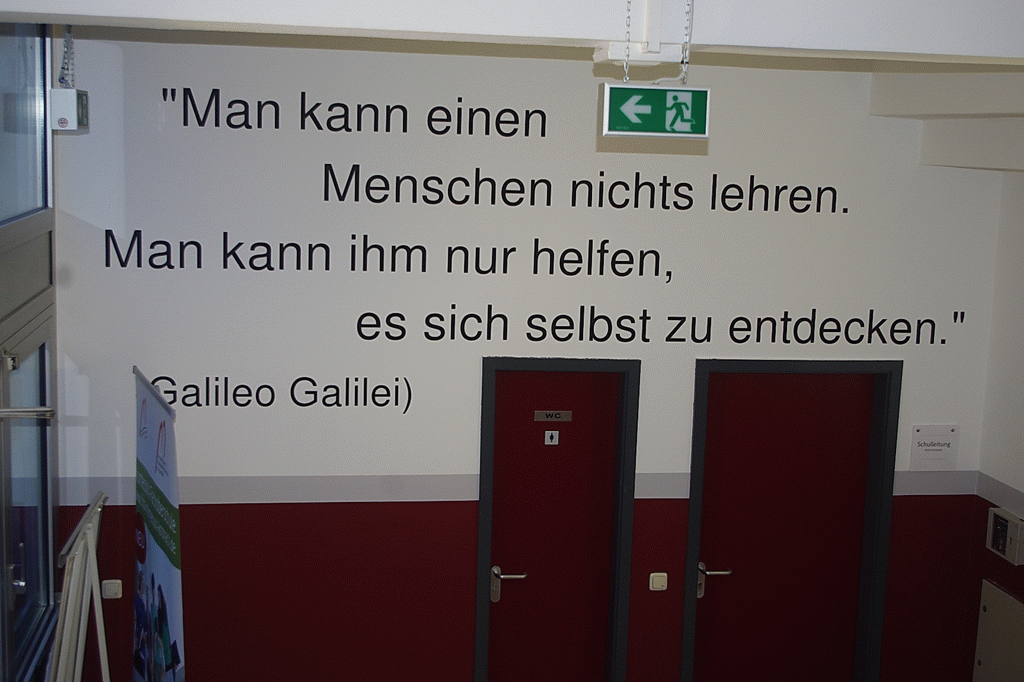 "Man kann einen
Menschen nichts lehren.
Man kann ihm nur helfen,
es sich selbst zu entdecken."
Galileo Galilei)
WC
Schulleitung